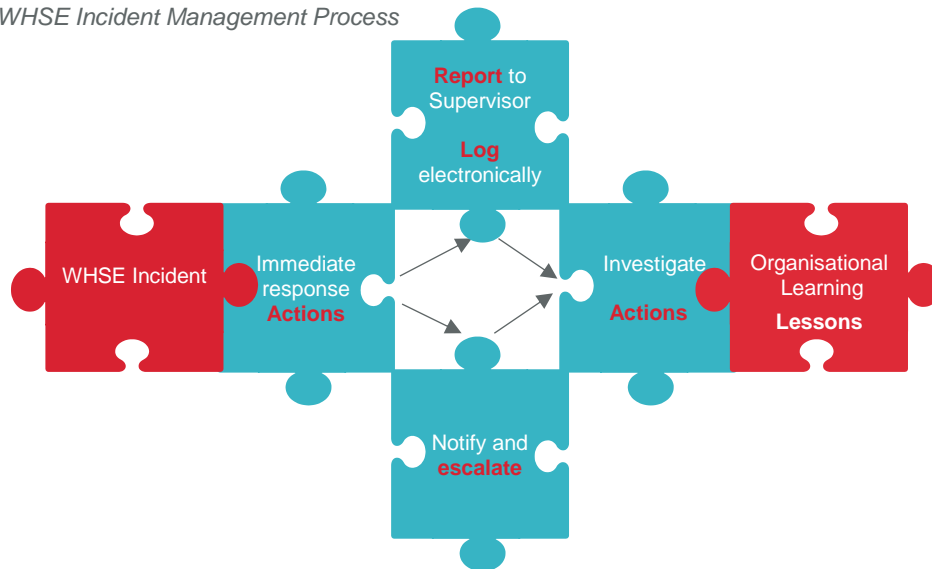 WHSE Incident Management Process
Report to
Supervisor
Log
electronically
WHSE Incident
Immediate
response
Actions
Investigate
Actions
Organisational
Learning
Lessons
Notify and
escalate